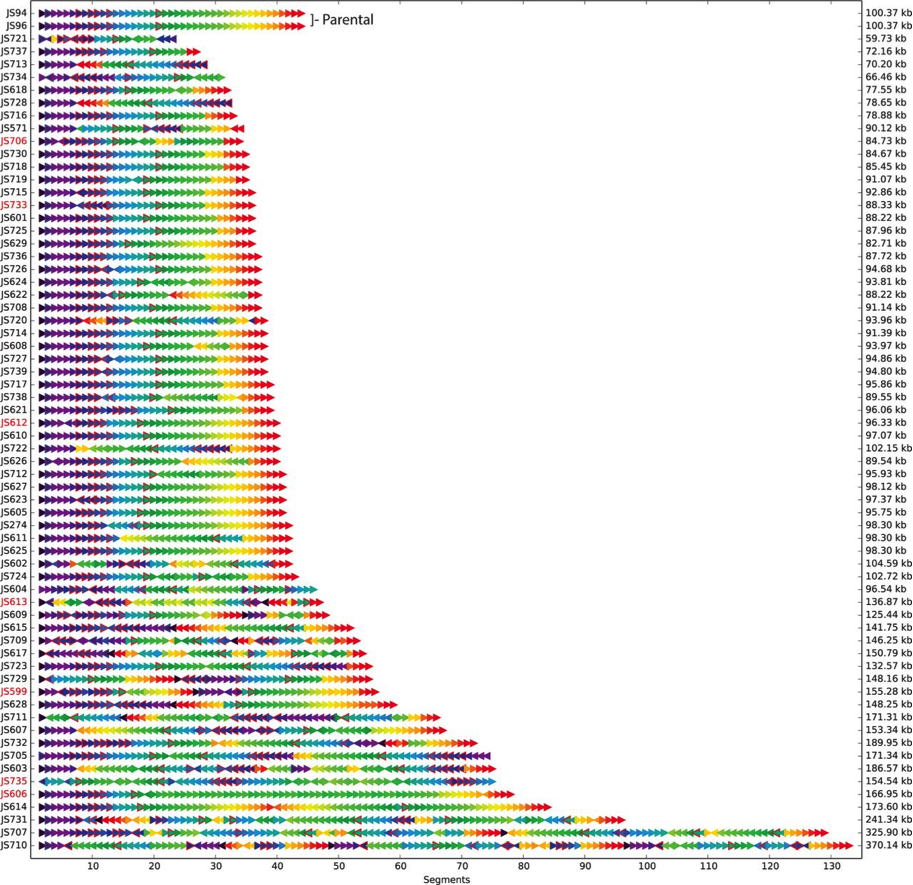 JS94 ]- Parental 100.37 kb
JS96 100.37 kb
JS721 59.73 kb
JS737 72.16 kb
JS713 70.20 kb
JS734 66.46 kb
JS618 77.55 kb
JS728 78.65 kb
JS716 78.88 kb
JS571 90.12 kb
JS706 84.73 kb
JS730 84.67 kb
JS718 85.45 kb
JS719 91.07 kb
JS715 92.86 kb
JS733 88.33 kb
JS601 88.22 kb
JS725 87.96 kb
JS629 82.71 kb
JS736 87.72 kb
JS726 94.68 kb
JS624 93.81 kb
JS622 88.22 kb
JS708 91.14 kb
JS720 93.96 kb
JS714 91.39 kb
JS608 93.97 kb
JS727 94.86 kb
JS739 94.80 kb
JS717 95.86 kb
JS738 89.55 kb
JS621 96.06 kb
JS612 96.33 kb
JS610 97.07 kb
JS722 102.15 kb
JS626 89.54 kb
JS712 95.93 kb
JS627 98.12 kb
JS623 97.37 kb
JS605 95.75 kb
JS274 98.30 kb
JS611 98.30 kb
JS625 98.30 kb
JS602 104.59 kb
JS724 102.72 kb
JS604 96.54 kb
JS613 136.87 kb
JS609 125.44 kb
JS615 141.75 kb
JS709 146.25 kb
JS617 150.79 kb
JS723 132.57 kb
JS729 148.16 kb
JS599 155.28 kb
JS628 148.25 kb
JS711 171.31 kb
JS607 153.34 kb
JS732 189.95 kb
JS705 171.34 kb
JS603 186.57 kb
JS735 154.54 kb
JS606 166.95 kb
JS614 173.60 kb
JS731 241.34 kb
JS707 325.90 kb
JS710 370.14 kb
10 20 30 40 50 60 70 80 90 100 110 120 130
Segments